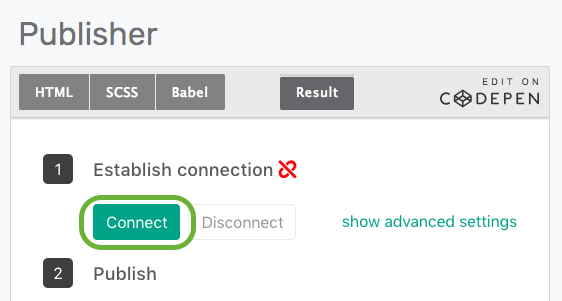 Publisher
HTML SCSS Babel Result EDIT ON
CODEPEN
1 Establish connection
Connect Disconnect show advanced settings
2 Publish